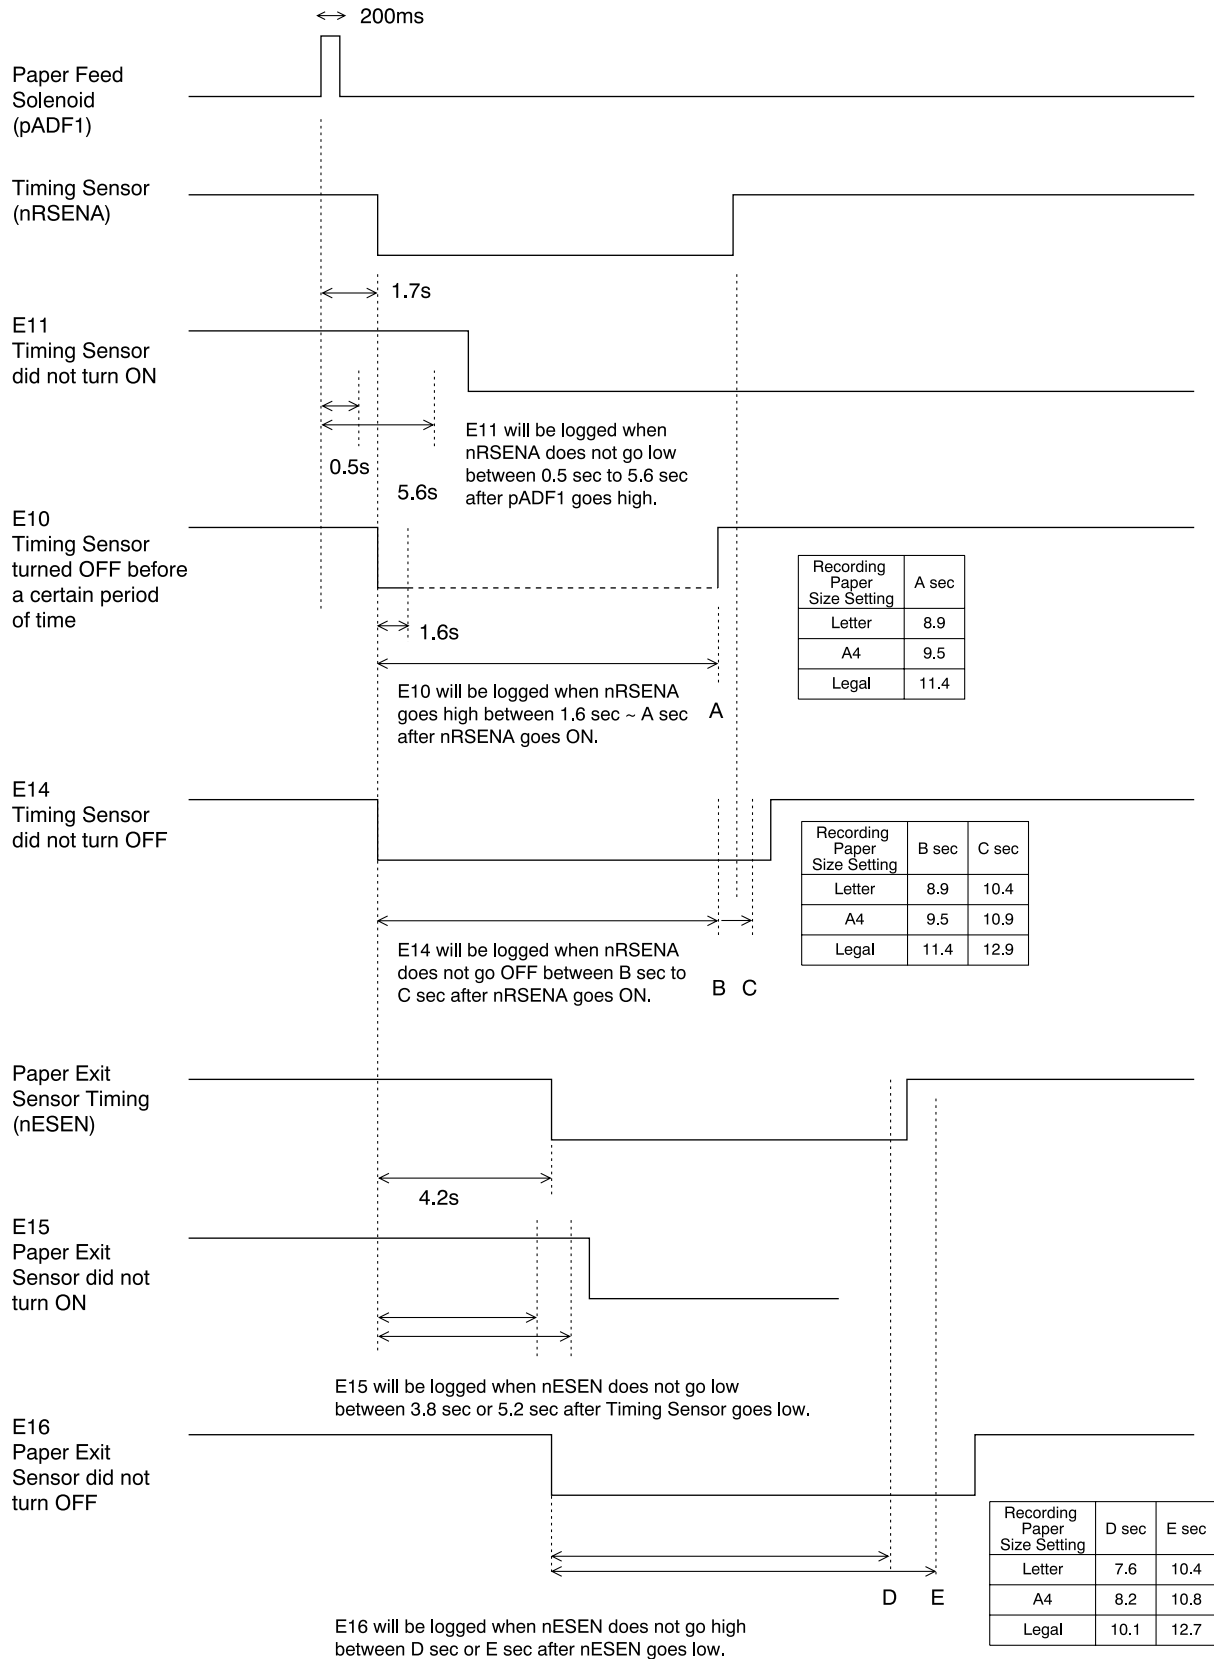 200ms
Paper Feed
Solenoid
(pADF1)
Timing Sensor
(nRSENA)
1.7s
E11
Timing Sensor
did not turn ON
E11 will be logged when
nRSENA does not go low
between 0.5 sec to 5.6 sec
after pADF1 goes high.
0.5s
5.6s
E10
Timing Sensor
turned OFF before
a certain period
of time
1.6s
Recording
Paper
Size Setting
A sec
Letter 8.9
A4 9.5
Legal 11.4
E10 will be logged when nRSENA
goes high between 1.6 sec ~ A sec
after nRSENA goes ON.
A
E14
Timing Sensor
did not turn OFF
Recording
Paper
Size Setting
B sec C sec
Letter 8.9 10.4
A4 9.5 10.9
Legal 11.4 12.9
E14 will be logged when nRSENA
does not go OFF between B sec to
C sec after nRSENA goes ON.
B C
Paper Exit
Sensor Timing
(nESEN)
4.2s
E15
Paper Exit
Sensor did not
turn ON
E15 will be logged when nESEN does not go low
between 3.8 sec or 5.2 sec after Timing Sensor goes low.
E16
Paper Exit
Sensor did not
turn OFF
Recording
Paper
Size Setting
D sec E sec
Letter 7.6 10.4
A4 8.2 10.8
Legal 10.1 12.7
D E
E16 will be logged when nESEN does not go high
between D sec or E sec after nESEN goes low.